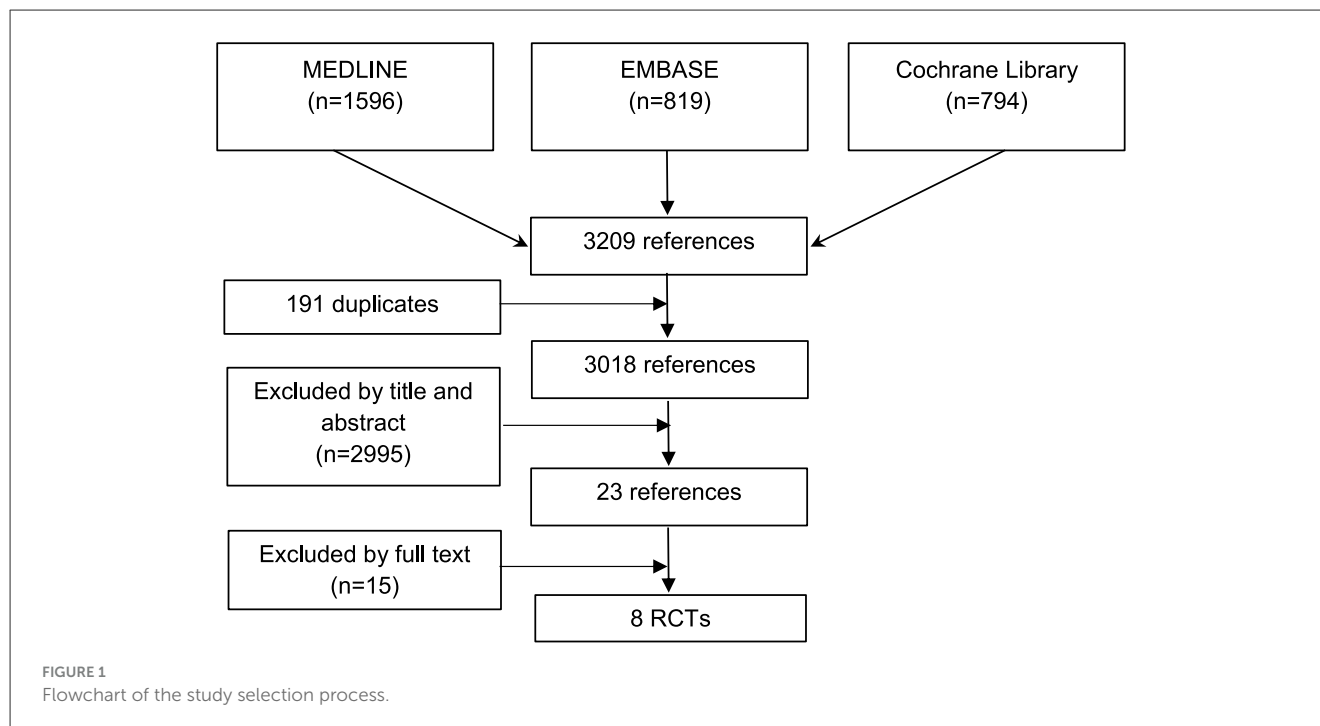 MEDLINE
(n=1596)
EMBASE
(n=819)
Cochrane Library
(n=794)
3209 references
191 duplicates
3018 references
Excluded by title and
abstract
(n=2995)
23 references
Excluded by full text
(n=15)
8 RCTs
FIGURE 1
Flowchart of the study selection process.